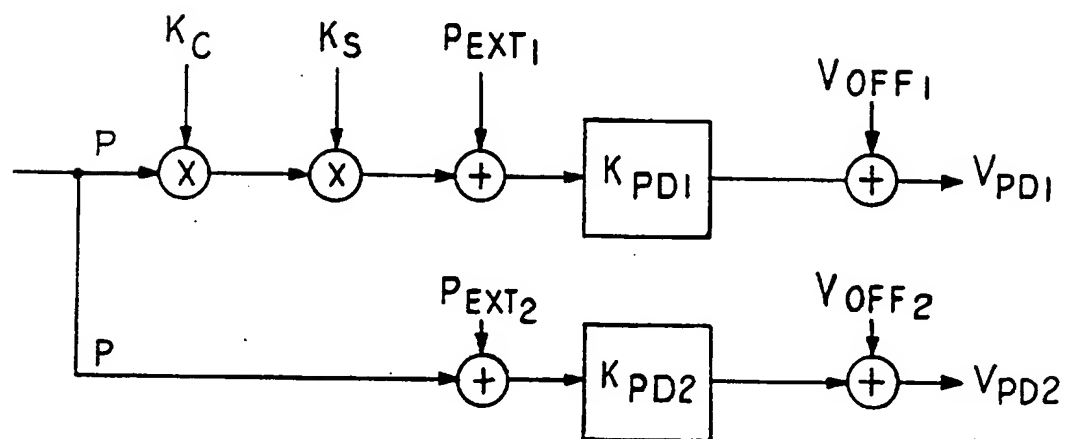 K_C
K_S
P_EXT1
V_OFF1
P
X
X
+
K_PD1
+
V_PD1
P_EXT2
V_OFF2
P
+
K_PD2
+
V_PD2